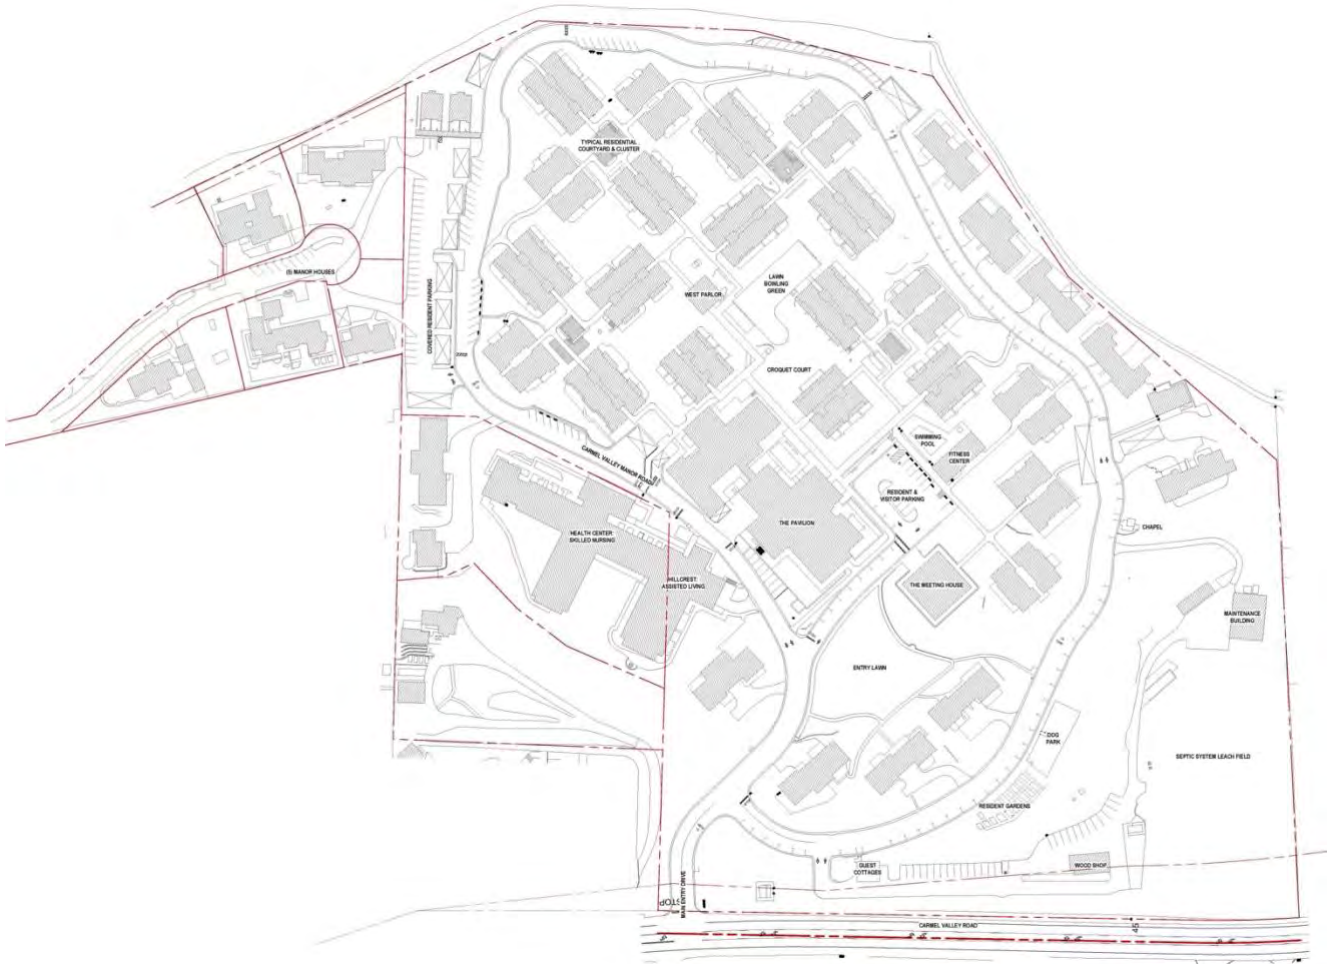 TYPICAL RESIDENTIAL
COURTYARD & CLUSTER
(5) MANOR HOUSES
COVERED RESIDENT PARKING
WEST PARLOR
LAWN
BOWLING
GREEN
CROQUET COURT
CARMEL VALLEY MANOR ROAD
SWIMMING
POOL
FITNESS
CENTER
RESIDENT &
VISITOR PARKING
THE PAVILION
HEALTH CENTER
SKILLED NURSING
HILLCREST
ASSISTED LIVING
CHAPEL
THE MEETING HOUSE
MAINTENANCE
BUILDING
ENTRY LAWN
DOG
PARK
SEPTIC SYSTEM LEACH FIELD
RESIDENT GARDENS
GUEST
COTTAGES
WOOD SHOP
MAIN ENTRY DRIVE
STOP
CARMEL VALLEY ROAD
45